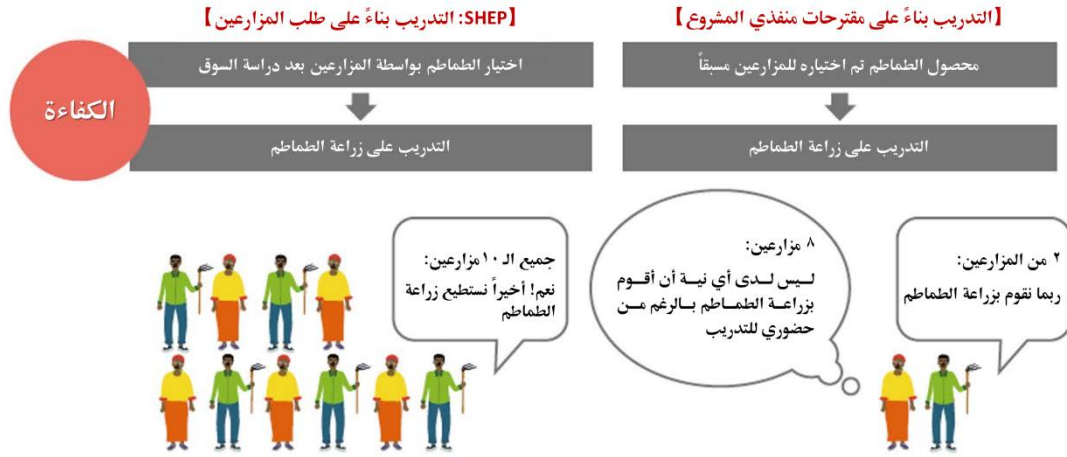 【التدريب بناءً على مقترحات منفذي المشروع】
محصول الطماطم تم اختياره للمزارعين مسبقاً
التدريب على زراعة الطماطم
٢ من المزارعين:
ربما نقوم بزراعة الطماطم
٨ مزارعين:
ليس لدى أي نية أن أقوم
بزراعة الطماطم بالرغم من
حضوري للتدريب
【SHEP: التدريب بناءً على طلب المزارعين】
اختيار الطماطم بواسطة المزارعين بعد دراسة السوق
التدريب على زراعة الطماطم
جميع الـ ١٠ مزارعين:
نعم! أخيراً نستطيع زراعة
الطماطم
الكفاءة